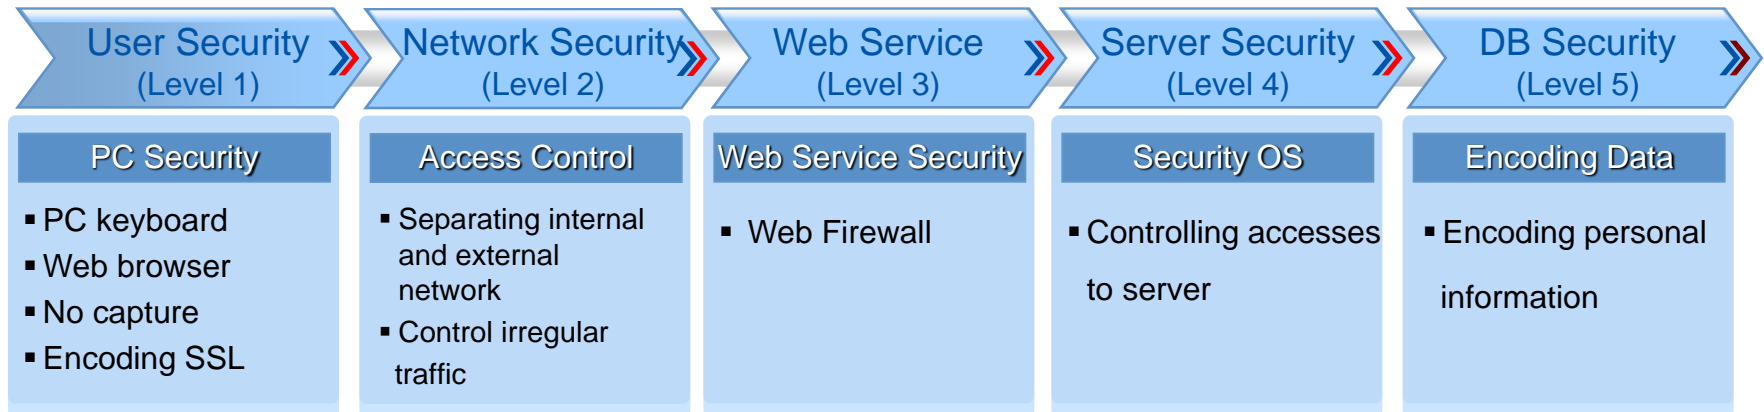 User Security
(Level 1)
Network Security
(Level 2)
Web Service
(Level 3)
Server Security
(Level 4)
DB Security
(Level 5)
PC Security
▪ PC keyboard
▪ Web browser
▪ No capture
▪ Encoding SSL
Access Control
▪ Separating internal
and external
network
▪ Control irregular
traffic
Web Service Security
▪ Web Firewall
Security OS
▪ Controlling accesses
to server
Encoding Data
▪ Encoding personal
information